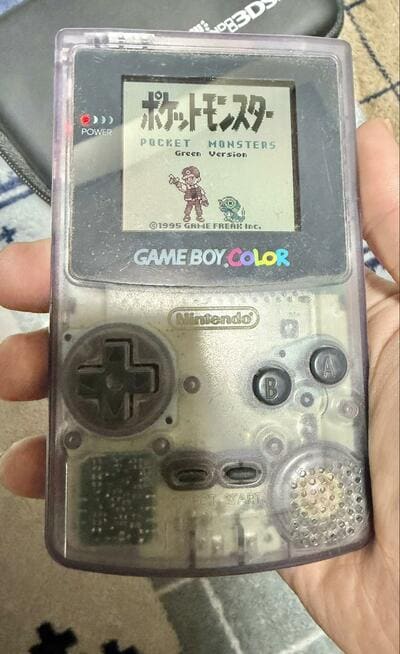 3DS
POWER
ポケットモンスター
POCKET MONSTERS
Green Version
©1995 GAME FREAK Inc.
GAME BOY COLOR
Nintendo
A
B
START